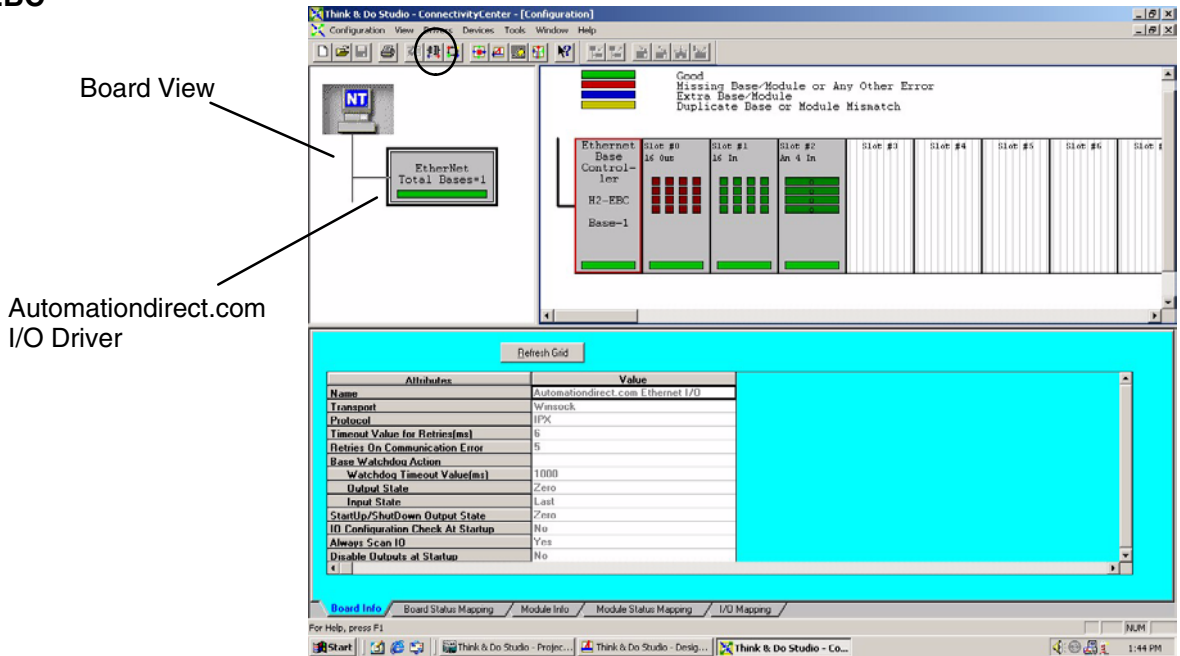 EBC
Think & Do Studio - ConnectivityCenter - [Configuration]
Configuration View Drivers Devices Tools Window Help
Board View
NT
EtherNet
Total Bases=1
Good
Missing Base/Module or Any Other Error
Extra Base/Module
Duplicate Base or Module Mismatch
Ethernet
Base
Control-
ler
H2-EBC
Base-1
Slot #0
16 Out
Slot #1
16 In
Slot #2
An 4 In
Slot #3
Slot #4
Slot #5
Slot #6
Slot #
Automationdirect.com
I/O Driver
Refresh Grid
Attributes Value
Name Automationdirect.com Ethernet I/O
Transport Winsock
Protocol IPX
Timeout Value for Retries(ms) 6
Retries On Communication Error 5
Base Watchdog Action
Watchdog Timeout Value(ms) 1000
Output State Zero
Input State Last
StartUp/ShutDown Output State Zero
IO Configuration Check At Startup No
Always Scan IO Yes
Disable Outputs at Startup No
Board Info Board Status Mapping Module Info Module Status Mapping I/O Mapping
For Help, press F1 NUM
Start Think & Do Studio - Projec... Think & Do Studio - Desig... Think & Do Studio - Co... 1:44 PM